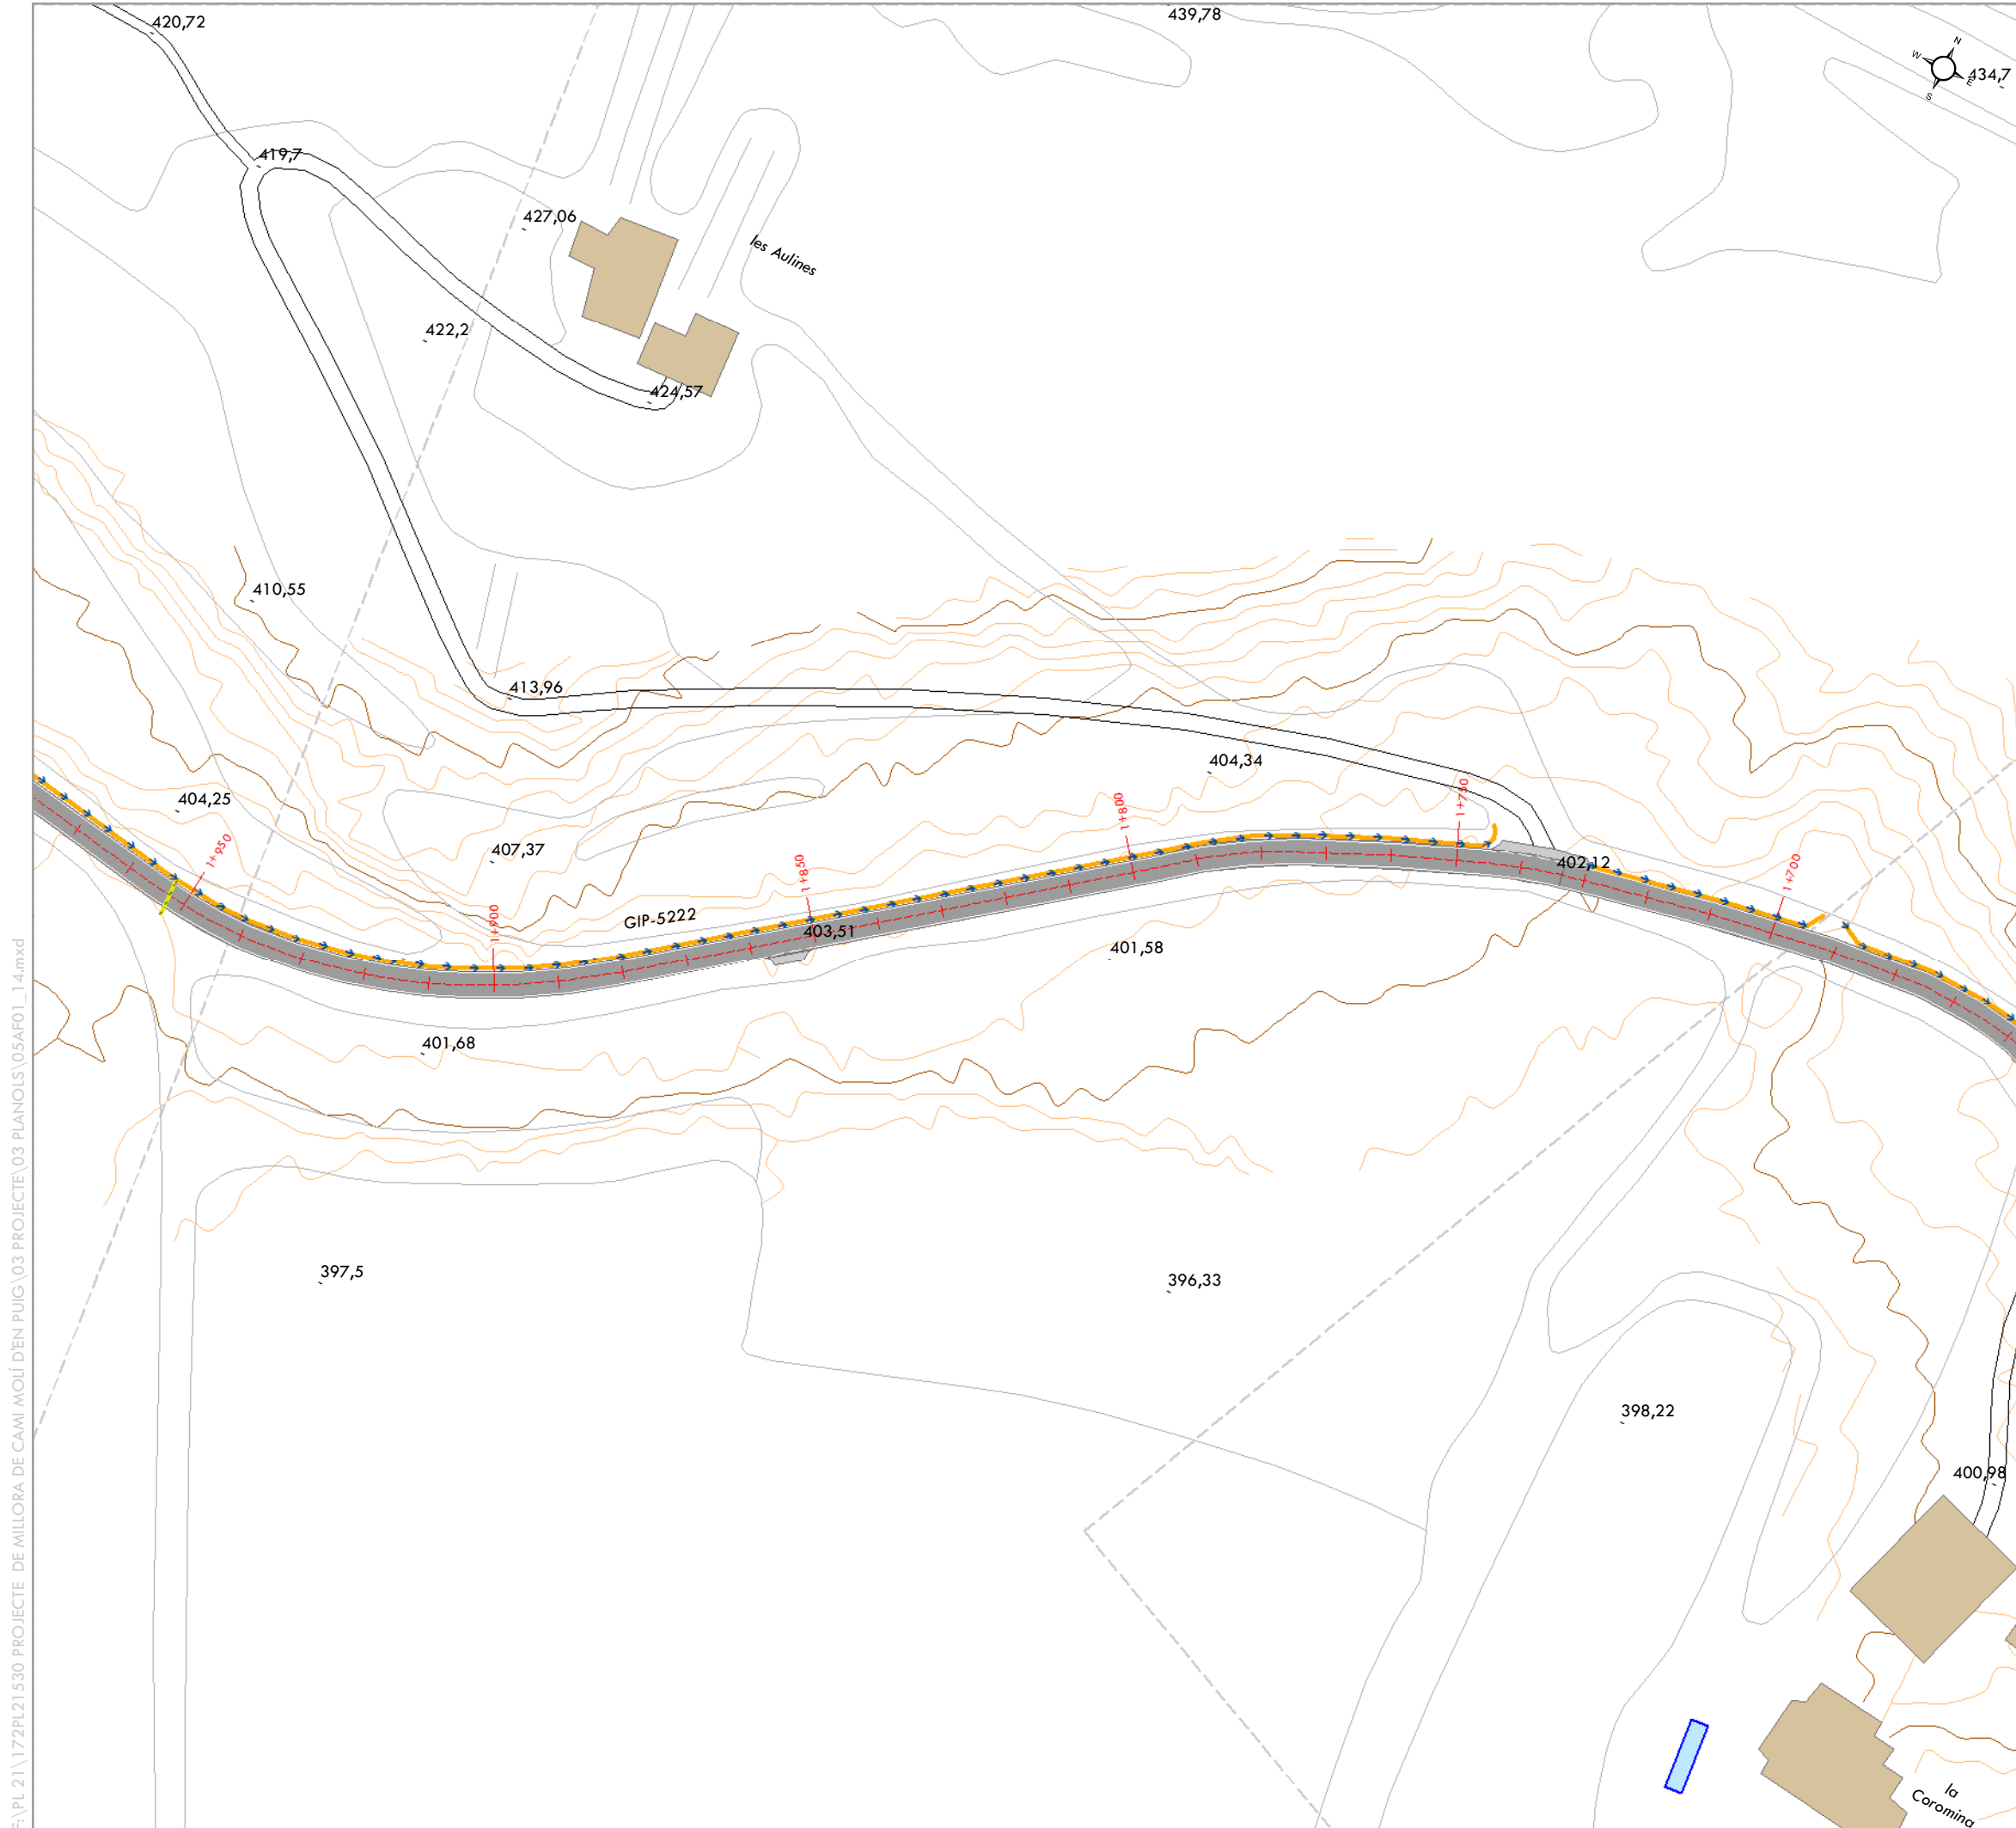 420,72
439,78
N
W
E
S
434,7
419,7
427,06
les Aulines
422,2
424,57
410,55
413,96
404,34
1+750
404,25
1+950
407,37
1+800
402,12
1+850
1+700
1+900
GIP-5222
403,51
401,58
401,68
397,5
396,33
398,22
400,98
la
Coromina
F:\PL 21\172PL21530 PROJECTE DE MILLORA DE CAMI MOLÍ D'EN PUIG\03 PROJECTE\03 PLANOLS\05AF01_14.mxd